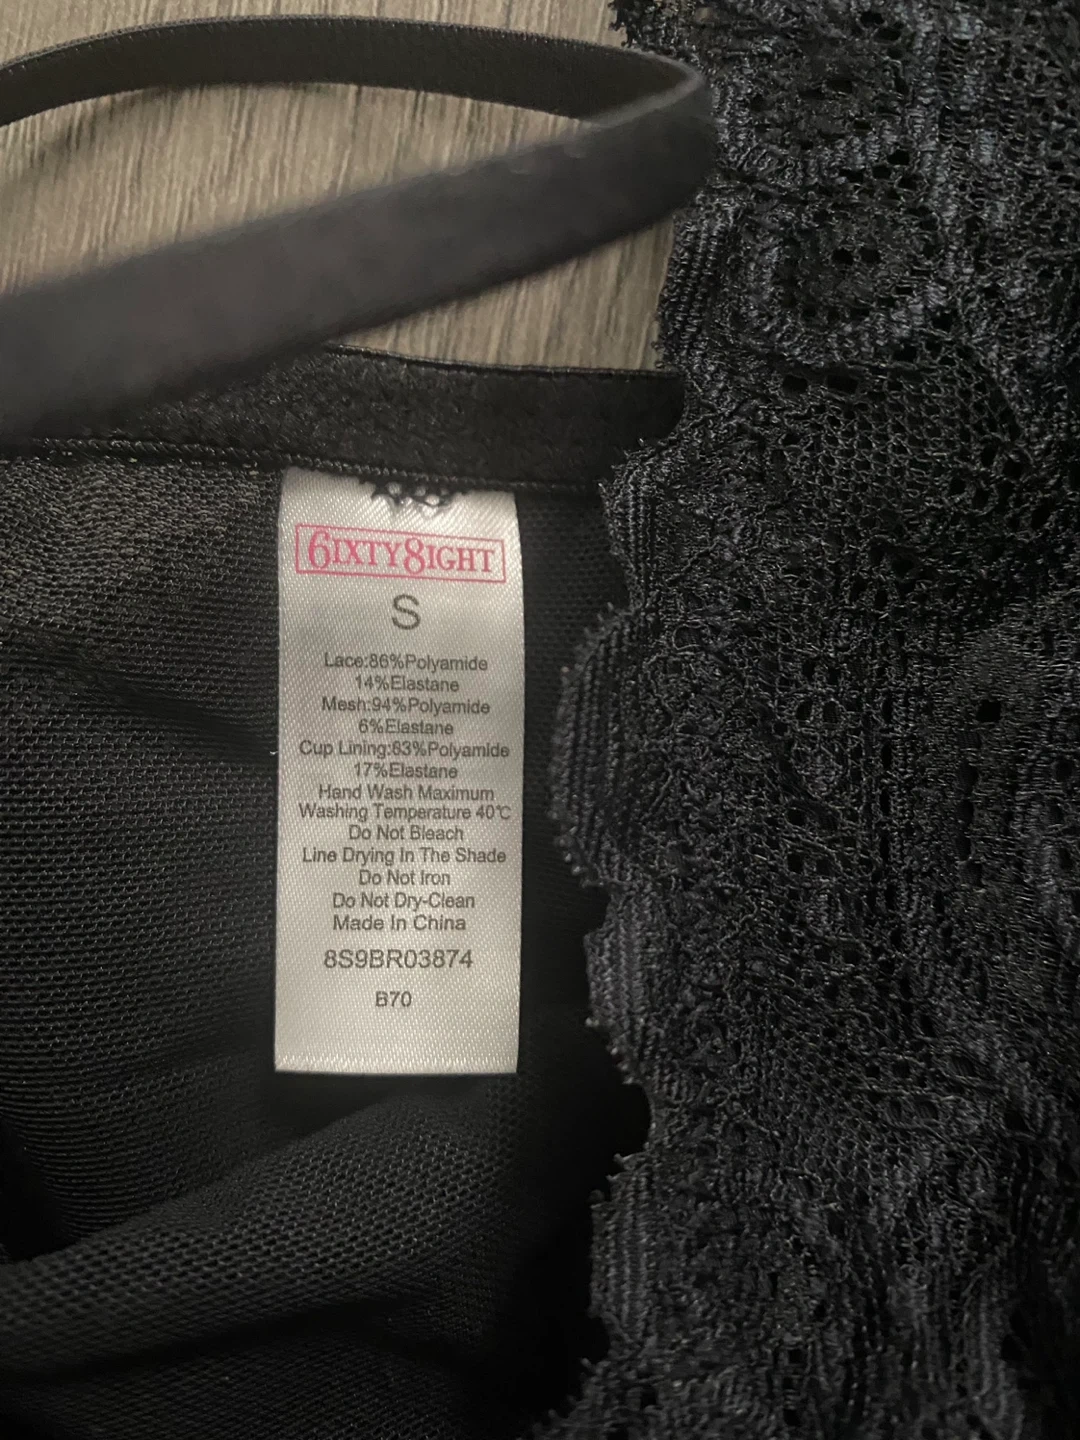 6IXTY8IGHT
S
Lace:86%Polyamide
14%Elastane
Mesh:94%Polyamide
6%Elastane
Cup Lining:83%Polyamide
17%Elastane
Hand Wash Maximum
Washing Temperature 40℃
Do Not Bleach
Line Drying In The Shade
Do Not Iron
Do Not Dry-Clean
Made In China
8S9BR03874
B70